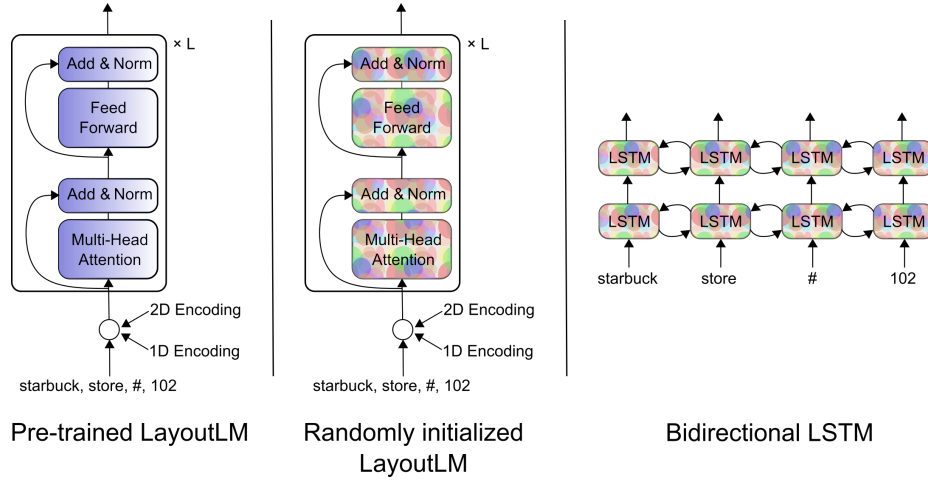 × L
Add & Norm
Feed
Forward
Add & Norm
Multi-Head
Attention
2D Encoding
1D Encoding
starbuck, store, #, 102
Pre-trained LayoutLM
× L
Add & Norm
Feed
Forward
Add & Norm
Multi-Head
Attention
2D Encoding
1D Encoding
starbuck, store, #, 102
Randomly initialized
LayoutLM
LSTM LSTM LSTM LSTM
LSTM LSTM LSTM LSTM
starbuck store # 102
Bidirectional LSTM